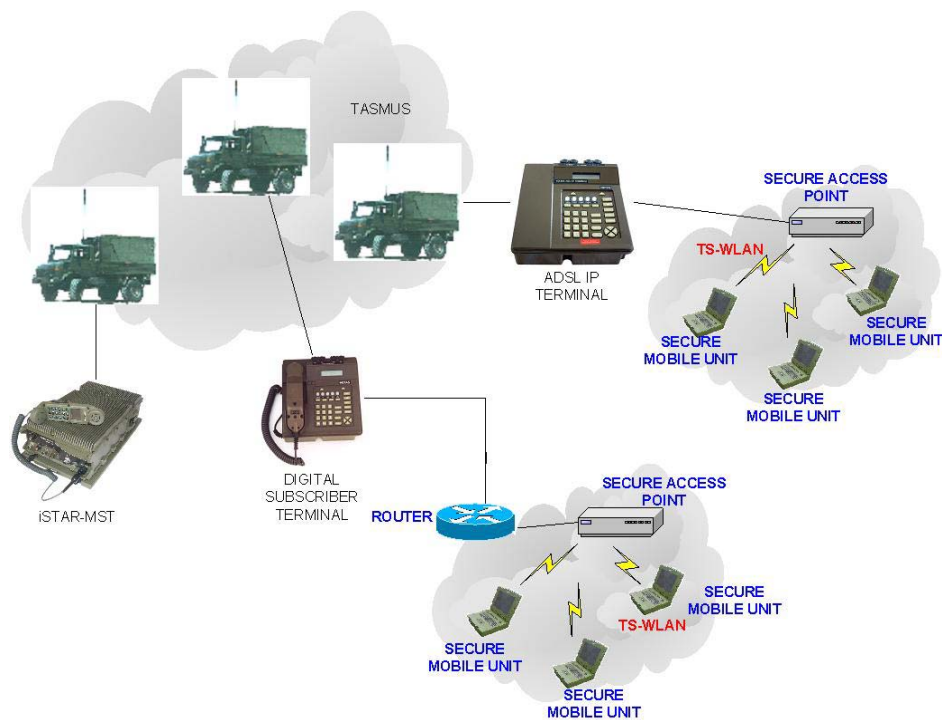 TASMUS
SECURE ACCESS
POINT
TS-WLAN
ADSL IP
TERMINAL
SECURE
MOBILE UNIT
SECURE
MOBILE UNIT
SECURE
MOBILE UNIT
iSTAR-MST
DIGITAL
SUBSCRIBER
TERMINAL
ROUTER
SECURE ACCESS
POINT
SECURE
MOBILE UNIT
TS-WLAN
SECURE
MOBILE UNIT
SECURE
MOBILE UNIT